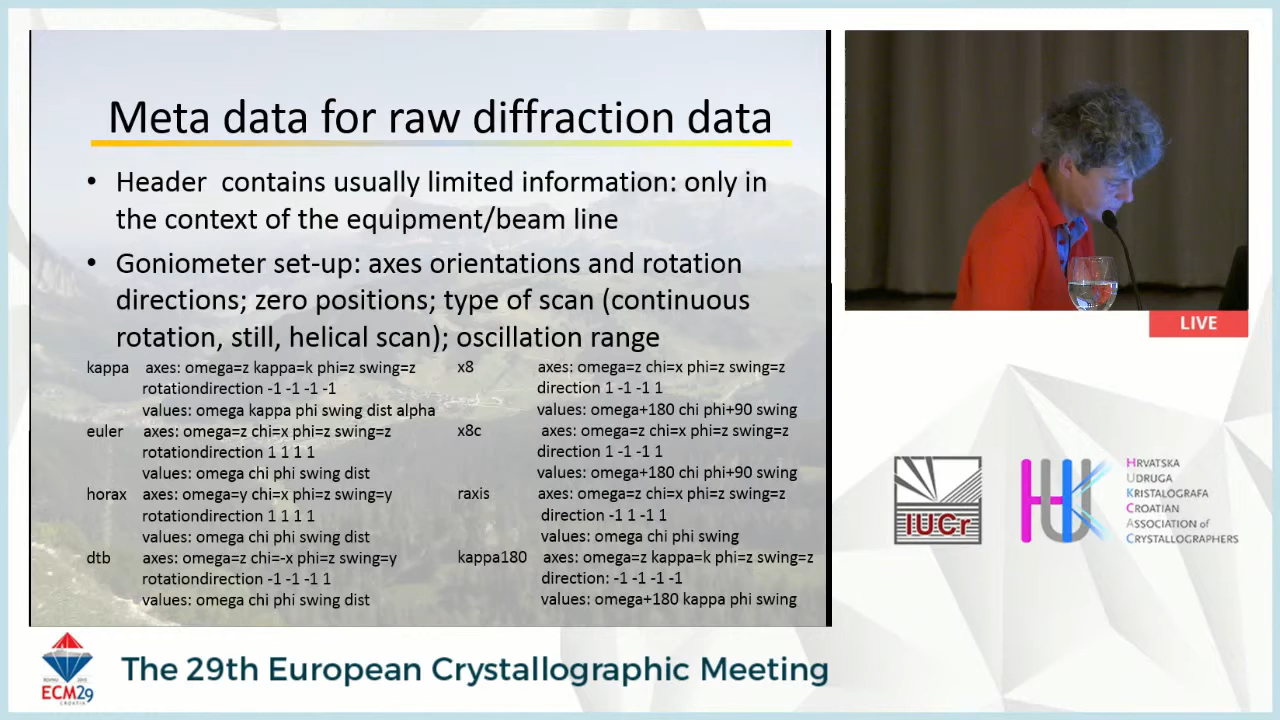 Meta data for raw diffraction data
• Header contains usually limited information: only in
the context of the equipment/beam line
• Goniometer set-up: axes orientations and rotation
directions; zero positions; type of scan (continuous
rotation, still, helical scan); oscillation range
kappa axes: omega=z kappa=k phi=z swing=z
rotationdirection -1 -1 -1 -1
values: omega kappa phi swing dist alpha
euler axes: omega=z chi=x phi=z swing=z
rotationdirection 1 1 1 1
values: omega chi phi swing dist
horax axes: omega=y chi=x phi=z swing=y
rotationdirection 1 1 1 1
values: omega chi phi swing dist
dtb axes: omega=z chi=-x phi=z swing=y
rotationdirection -1 -1 -1 1
values: omega chi phi swing dist
x8 axes: omega=z chi=x phi=z swing=z
direction 1 -1 -1 1
values: omega+180 chi phi+90 swing
x8c axes: omega=z chi=x phi=z swing=z
direction 1 -1 -1 1
values: omega+180 chi phi+90 swing
raxis axes: omega=z chi=x phi=z swing=z
direction -1 1 -1 1
values: omega chi phi swing
kappa180 axes: omega=z kappa=k phi=z swing=z
direction: -1 -1 -1 -1
values: omega+180 kappa phi swing
LIVE
IUCr
HRVATSKA
UDRUGA
KRISTALOGRAFA
CROATIAN
ASSOCIATION of
CRYSTALLOGRAPHERS
ECM29
CROATIA
The 29th European Crystallographic Meeting